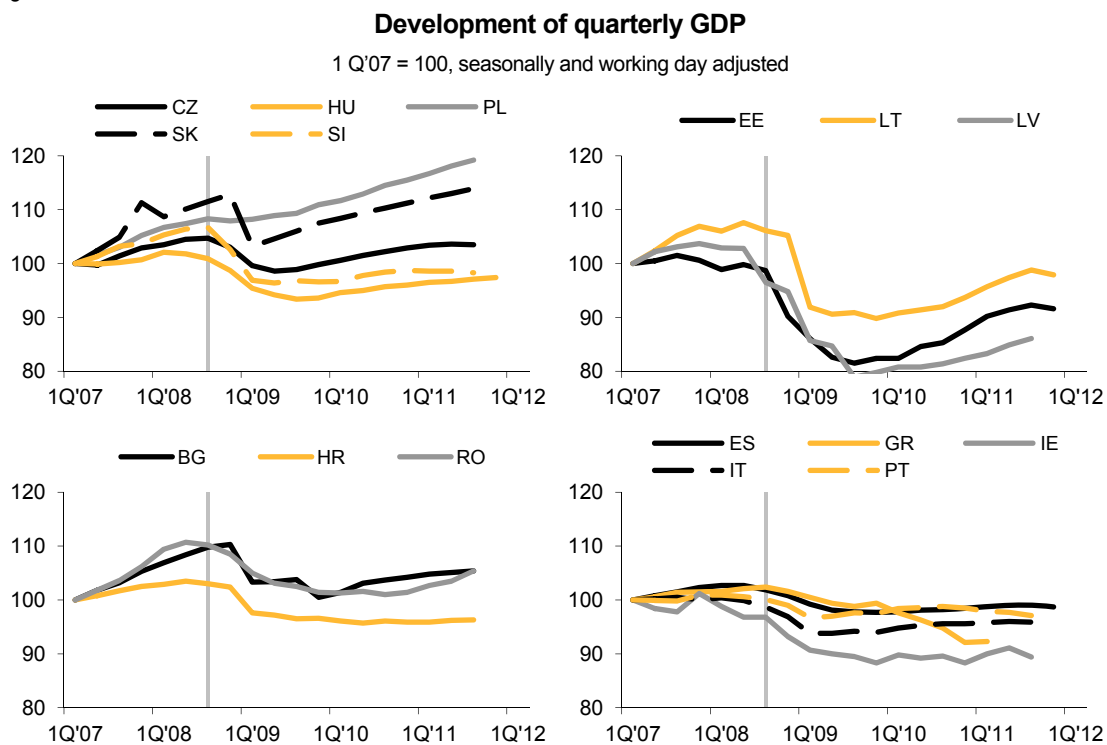 Development of quarterly GDP
1 Q’07 = 100, seasonally and working day adjusted
CZ HU PL
SK SI
120
110
100
90
80
1Q'07 1Q'08 1Q'09 1Q'10 1Q'11 1Q'12
EE LT LV
120
110
100
90
80
1Q'07 1Q'08 1Q'09 1Q'10 1Q'11 1Q'12
BG HR RO
120
110
100
90
80
1Q'07 1Q'08 1Q'09 1Q'10 1Q'11 1Q'12
ES GR IE
IT PT
120
110
100
90
80
1Q'07 1Q'08 1Q'09 1Q'10 1Q'11 1Q'12